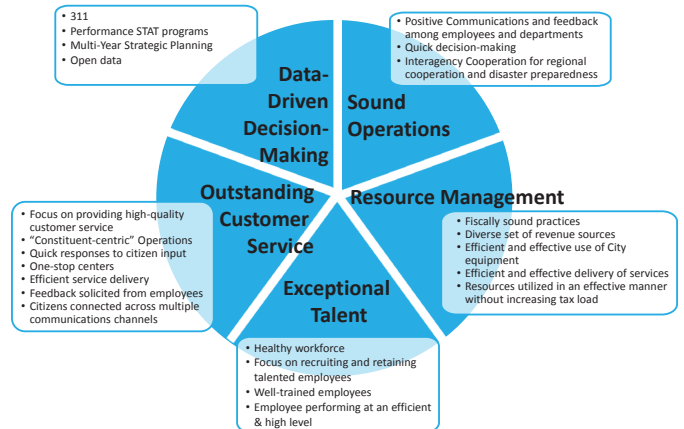 • 311
• Performance STAT programs
• Multi-Year Strategic Planning
• Open data
Data-
Driven
Decision-
Making
• Positive Communications and feedback
among employees and departments
• Quick decision-making
• Interagency Cooperation for regional
cooperation and disaster preparedness
Sound
Operations
Outstanding
Customer
Service
• Focus on providing high-quality
customer service
• “Constituent-centric” Operations
• Quick responses to citizen input
• One-stop centers
• Efficient service delivery
• Feedback solicited from employees
• Citizens connected across multiple
communications channels
Resource Management
• Fiscally sound practices
• Diverse set of revenue sources
• Efficient and effective use of City
equipment
• Efficient and effective delivery of services
• Resources utilized in an effective manner
without increasing tax load
Exceptional
Talent
• Healthy workforce
• Focus on recruiting and retaining
talented employees
• Well-trained employees
• Employee performing at an efficient
& high level